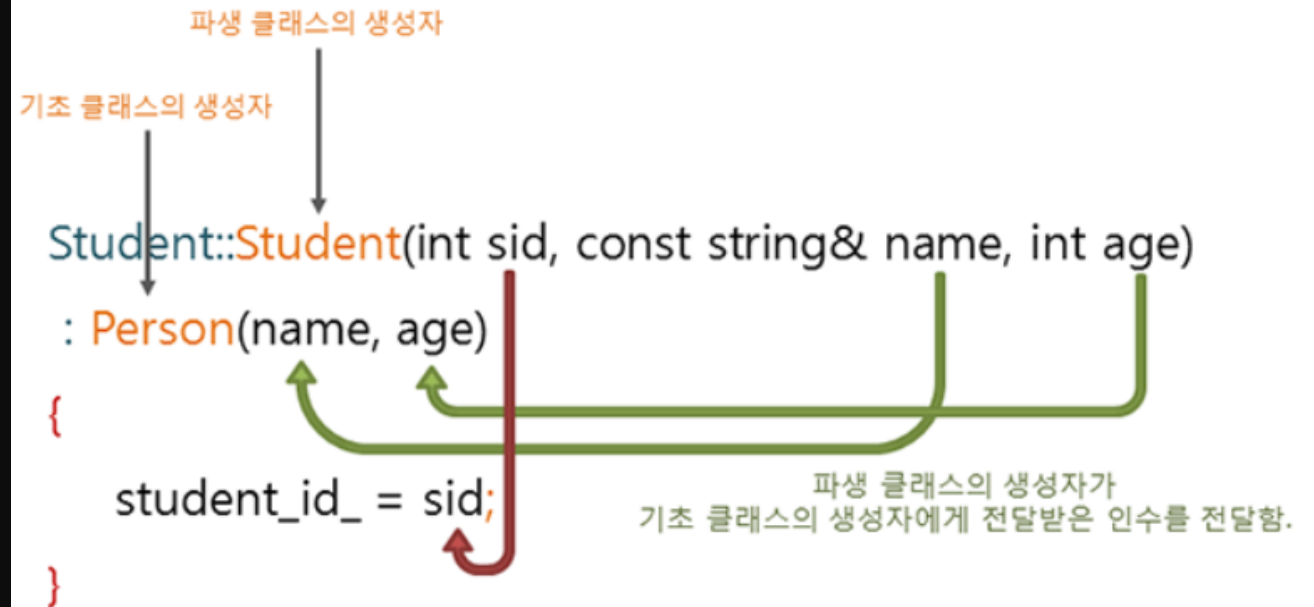 파생 클래스의 생성자
기초 클래스의 생성자
Student::Student(int sid, const string& name, int age)
: Person(name, age)
{
student_id_ = sid;
파생 클래스의 생성자가
기초 클래스의 생성자에게 전달받은 인수를 전달함.
}